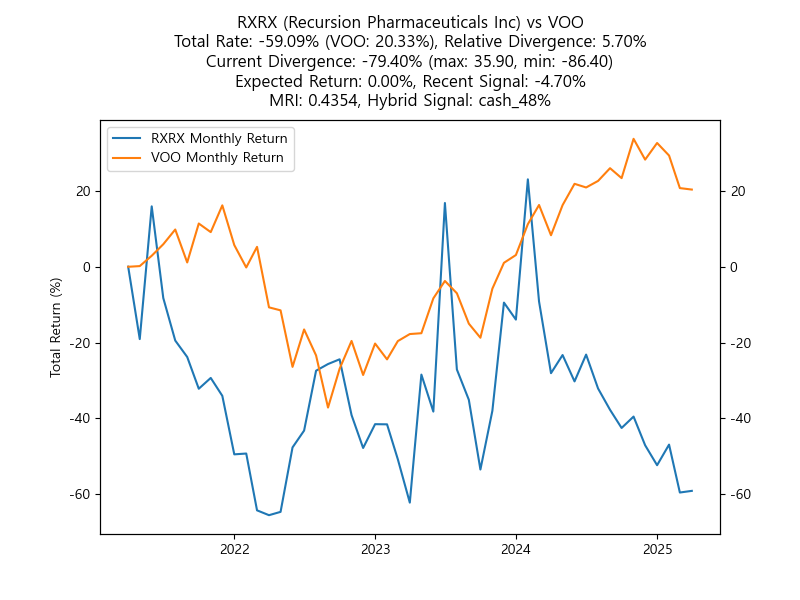 RXRX (Recursion Pharmaceuticals Inc) vs VOO
Total Rate: -59.09% (VOO: 20.33%), Relative Divergence: 5.70%
Current Divergence: -79.40% (max: 35.90, min: -86.40)
Expected Return: 0.00%, Recent Signal: -4.70%
MRI: 0.4354, Hybrid Signal: cash_48%
RXRX Monthly Return
VOO Monthly Return
Total Return (%)
20
0
-20
-40
-60
20
0
-20
-40
-60
2022
2023
2024
2025